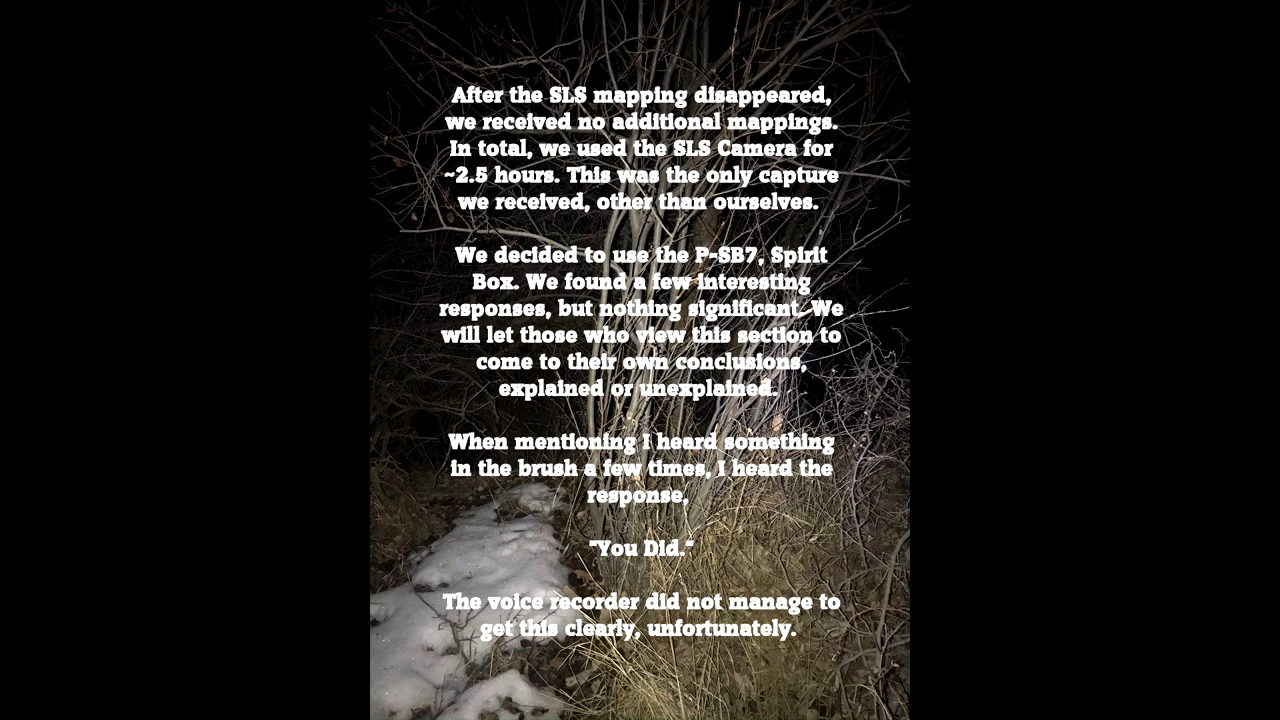 After the SLS mapping disappeared,
we received no additional mappings.
In total, we used the SLS Camera for
~2.5 hours. This was the only capture
we received, other than ourselves.
We decided to use the P-SB7, Spirit
Box. We found a few interesting
responses, but nothing significant. We
will let those who view this section to
come to their own conclusions,
explained or unexplained.
When mentioning I heard something
in the brush a few times, I heard the
response,
"You Did."
The voice recorder did not manage to
get this clearly, unfortunately.